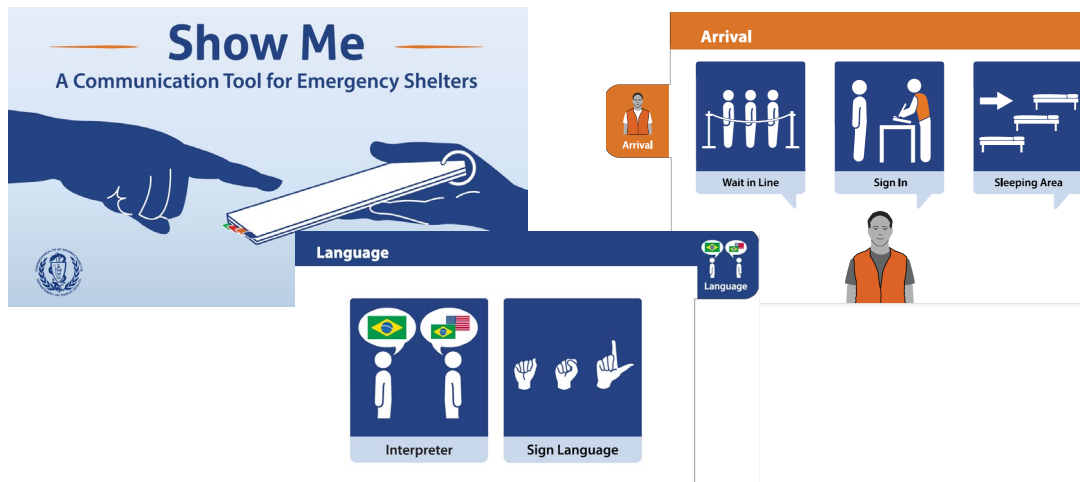 Show Me
A Communication Tool for Emergency Shelters
Arrival
Arrival
Wait in Line
Sign In
Sleeping Area
Language
Language
Interpreter
Sign Language